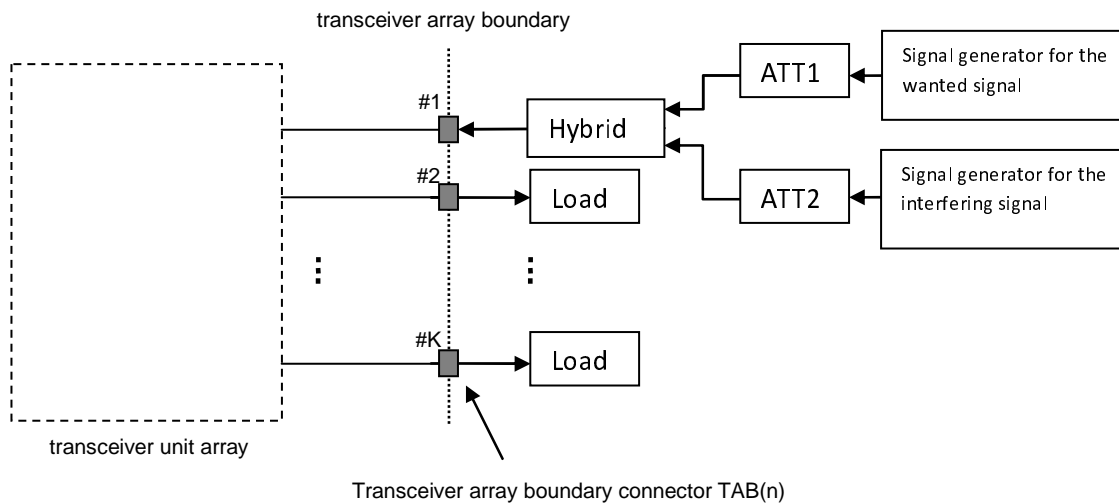 transceiver array boundary
Signal generator for the
wanted signal
ATT1
#1
Hybrid
#2
Load
ATT2
Signal generator for the
interfering signal
#K
Load
transceiver unit array
Transceiver array boundary connector TAB(n)